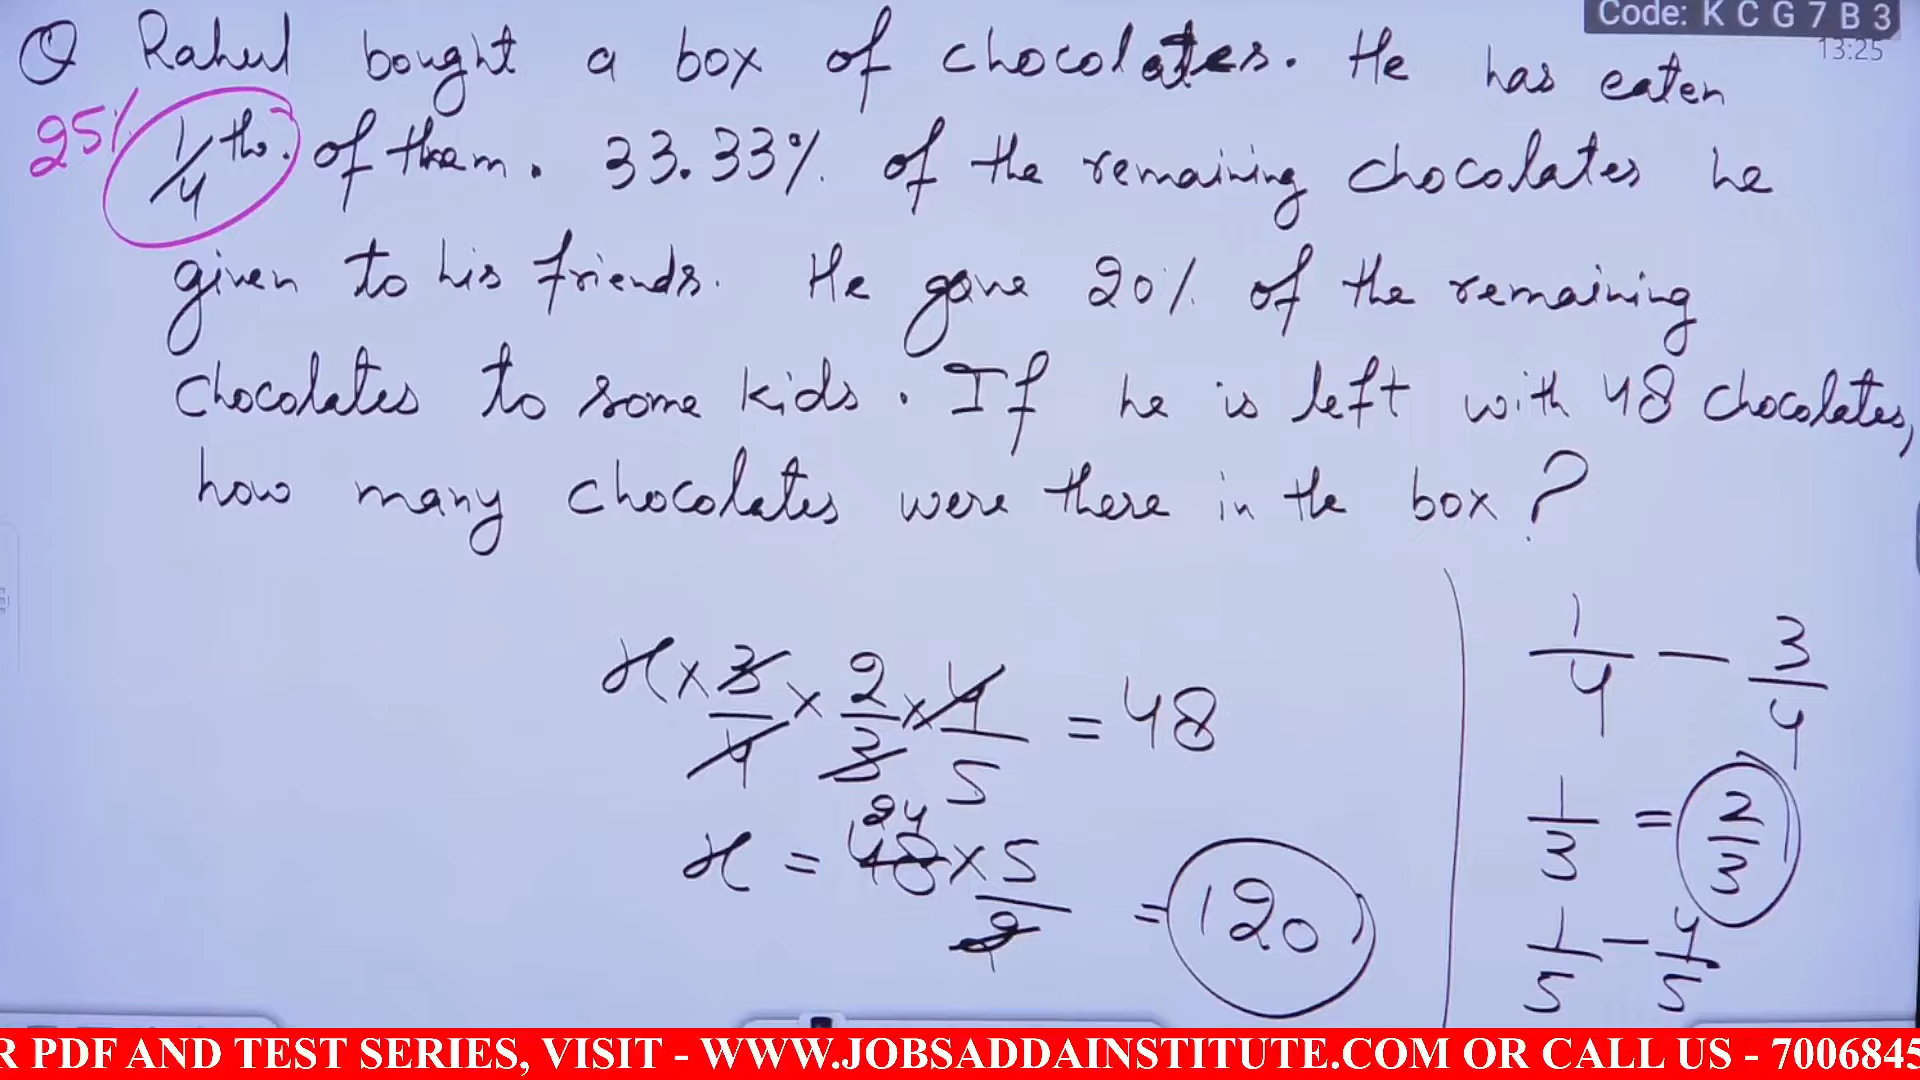 Code: K C G 7 B 3
13:25
Q Rahul bought a box of chocolates. He has eaten
25% 1/4 th. of them. 33.33% of the remaining chocolates he
given to his friends. He gave 20% of the remaining
chocolates to some kids. If he is left with 48 chocolates,
how many chocolates were there in the box?
x × 3/4 × 2/3 × 4/5 = 48
24
x = 48 × 5/2 = 120
1/4 — 3/4
1/3 = 2/3
1/5 — 4/5
R PDF AND TEST SERIES, VISIT - WWW.JOBSADDAINSTITUTE.COM OR CALL US - 7006845